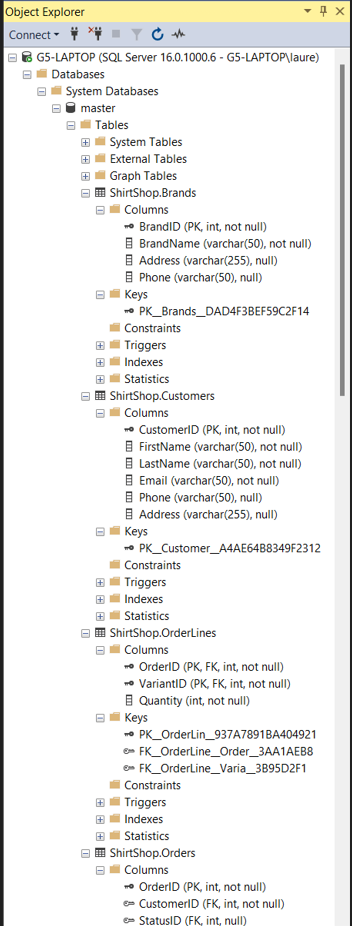 Object Explorer
Connect
G5-LAPTOP (SQL Server 16.0.1000.6 - G5-LAPTOP\laure)
Databases
System Databases
master
Tables
System Tables
External Tables
Graph Tables
ShirtShop.Brands
Columns
BrandID (PK, int, not null)
BrandName (varchar(50), not null)
Address (varchar(255), null)
Phone (varchar(50), null)
Keys
PK__Brands__DAD4F3BEF59C2F14
Constraints
Triggers
Indexes
Statistics
ShirtShop.Customers
Columns
CustomerID (PK, int, not null)
FirstName (varchar(50), not null)
LastName (varchar(50), not null)
Email (varchar(50), not null)
Phone (varchar(50), null)
Address (varchar(255), null)
Keys
PK__Customer__A4AE64B8349F2312
Constraints
Triggers
Indexes
Statistics
ShirtShop.OrderLines
Columns
OrderID (PK, FK, int, not null)
VariantID (PK, FK, int, not null)
Quantity (int, not null)
Keys
PK__OrderLin__937A7891BA404921
FK__OrderLine__Order__3AA1AEB8
FK__OrderLine__Varia__3B95D2F1
Constraints
Triggers
Indexes
Statistics
ShirtShop.Orders
Columns
OrderID (PK, int, not null)
CustomerID (FK, int, not null)
StatusID (FK, int, null)